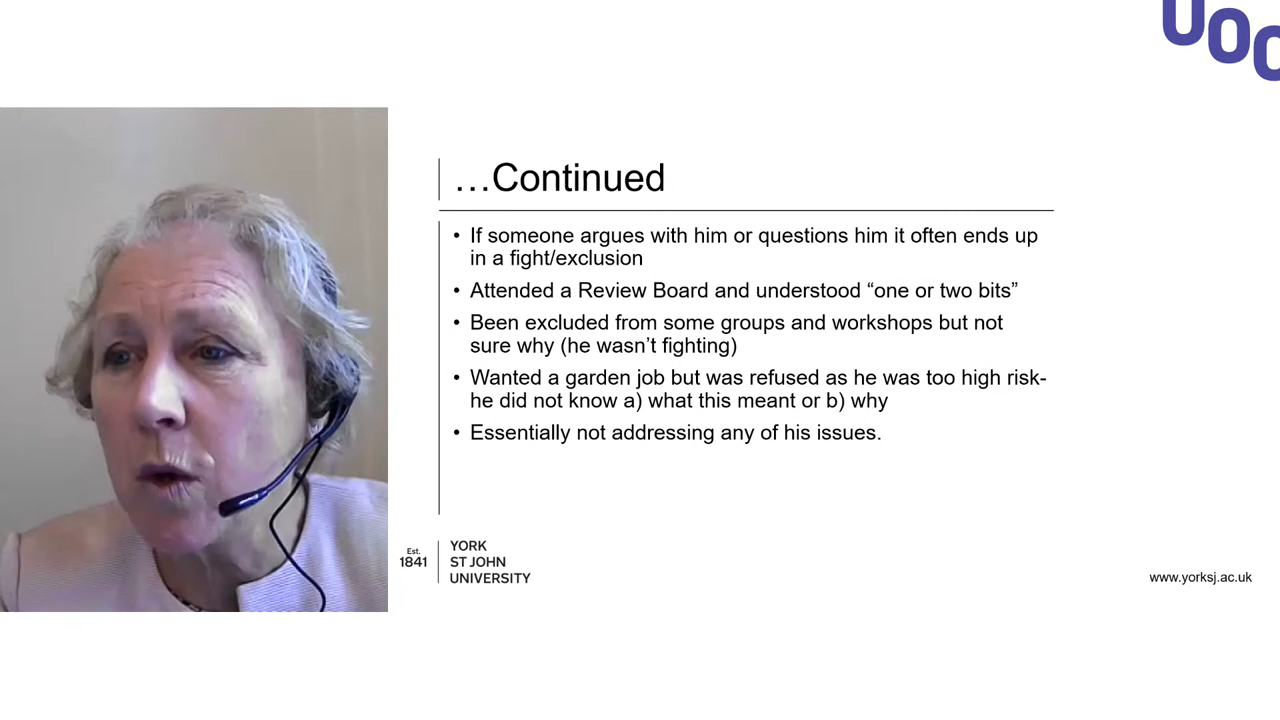 UOC
…Continued
• If someone argues with him or questions him it often ends up
in a fight/exclusion
• Attended a Review Board and understood “one or two bits”
• Been excluded from some groups and workshops but not
sure why (he wasn’t fighting)
• Wanted a garden job but was refused as he was too high risk-
he did not know a) what this meant or b) why
• Essentially not addressing any of his issues.
Est.
1841
YORK
ST JOHN
UNIVERSITY
www.yorksj.ac.uk